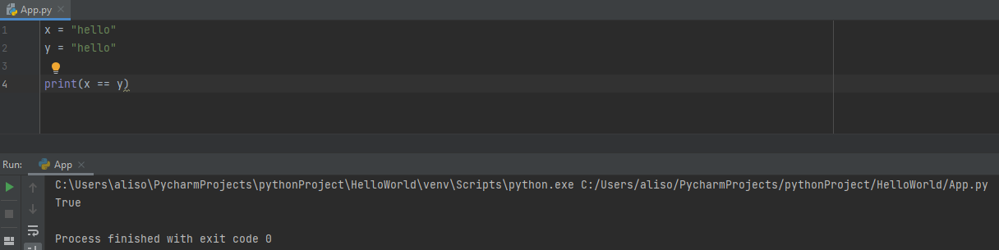 App.py
1 x = "hello"
2 y = "hello"
3
4 print(x == y)
Run: App
C:\Users\aliso\PycharmProjects\pythonProject\HelloWorld\venv\Scripts\python.exe C:/Users/aliso/PycharmProjects/pythonProject/HelloWorld/App.py
True
Process finished with exit code 0